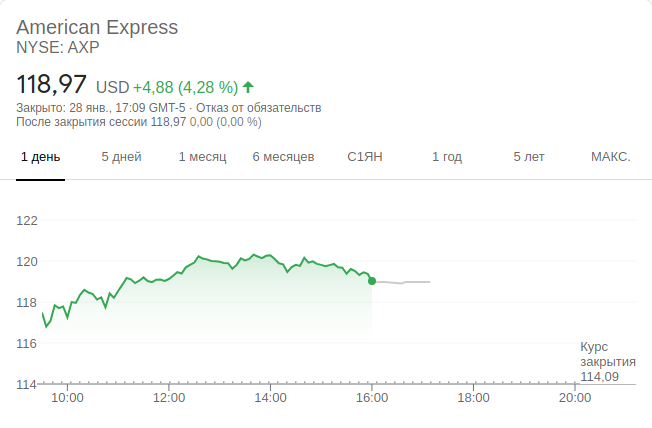 American Express
NYSE: AXP
118,97 USD +4,88 (4,28 %)
Закрыто: 28 янв., 17:09 GMT-5 · Отказ от обязательств
После закрытия сессии 118,97 0,00 (0,00 %)
1 день 5 дней 1 месяц 6 месяцев С1ЯН 1 год 5 лет МАКС.
122
120
118
116
Курс
закрытия
114,09
114
10:00 12:00 14:00 16:00 18:00 20:00